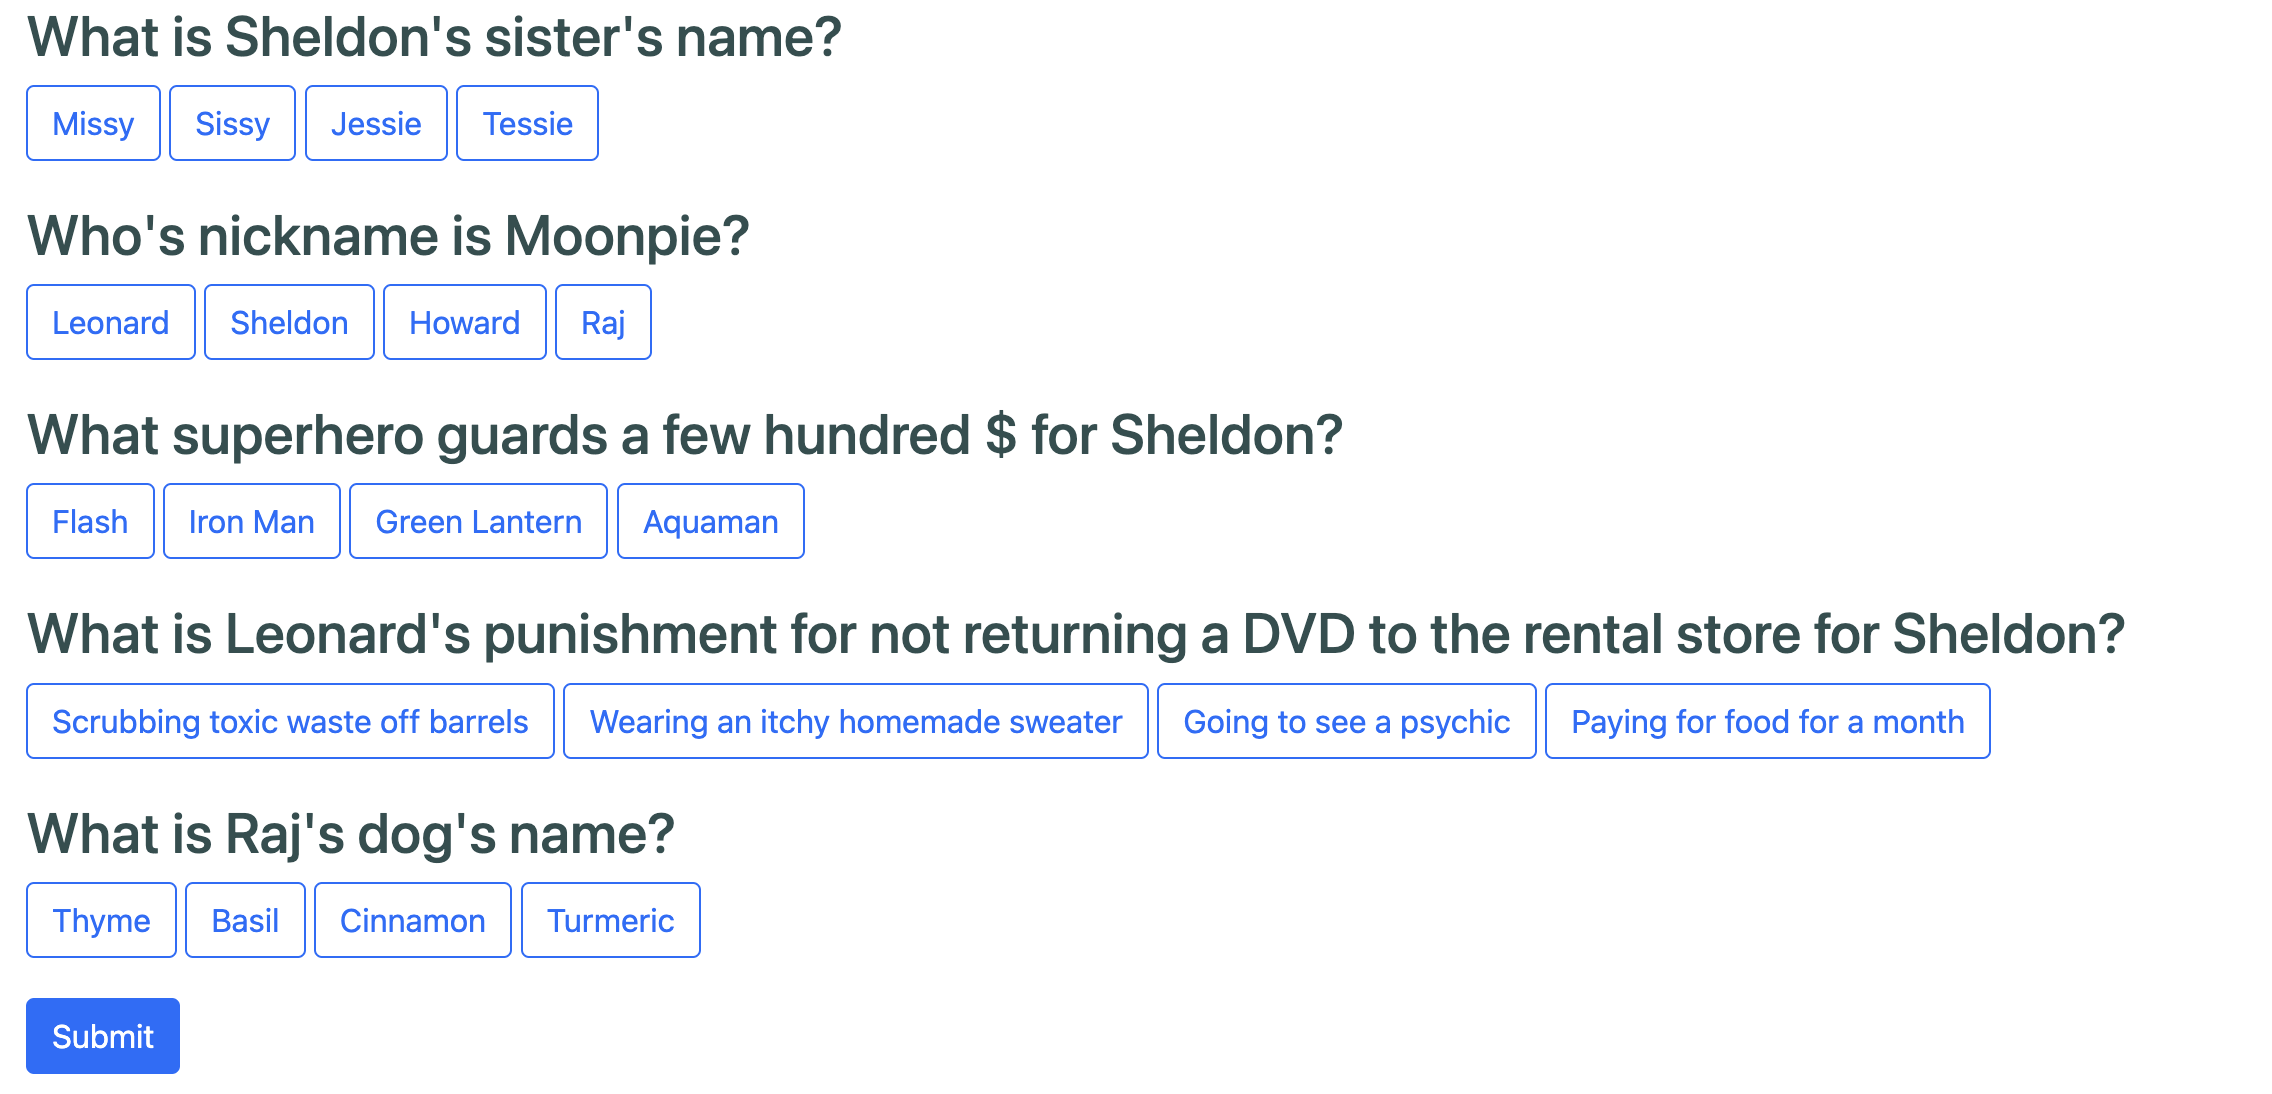 What is Sheldon's sister's name?
Missy Sissy Jessie Tessie
Who's nickname is Moonpie?
Leonard Sheldon Howard Raj
What superhero guards a few hundred $ for Sheldon?
Flash Iron Man Green Lantern Aquaman
What is Leonard's punishment for not returning a DVD to the rental store for Sheldon?
Scrubbing toxic waste off barrels Wearing an itchy homemade sweater Going to see a psychic Paying for food for a month
What is Raj's dog's name?
Thyme Basil Cinnamon Turmeric
Submit